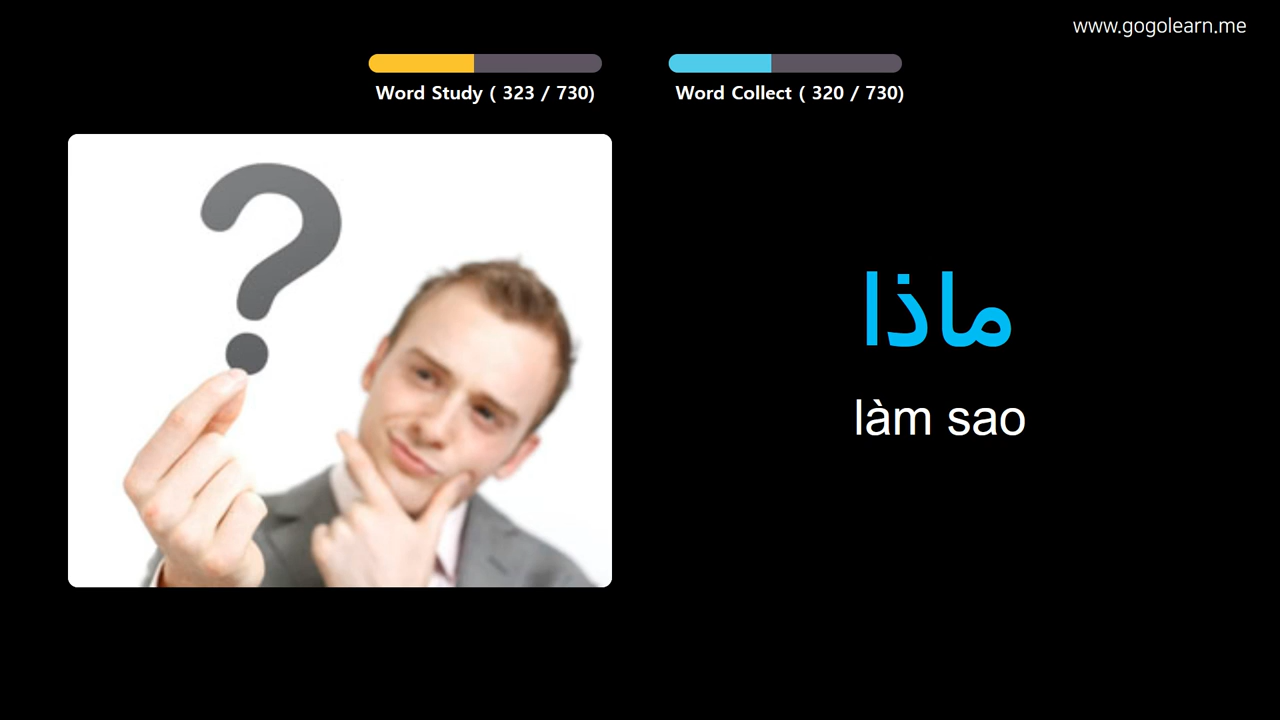 www.gogolearn.me
Word Study ( 323 / 730)
Word Collect ( 320 / 730)
?
ماذا
làm sao